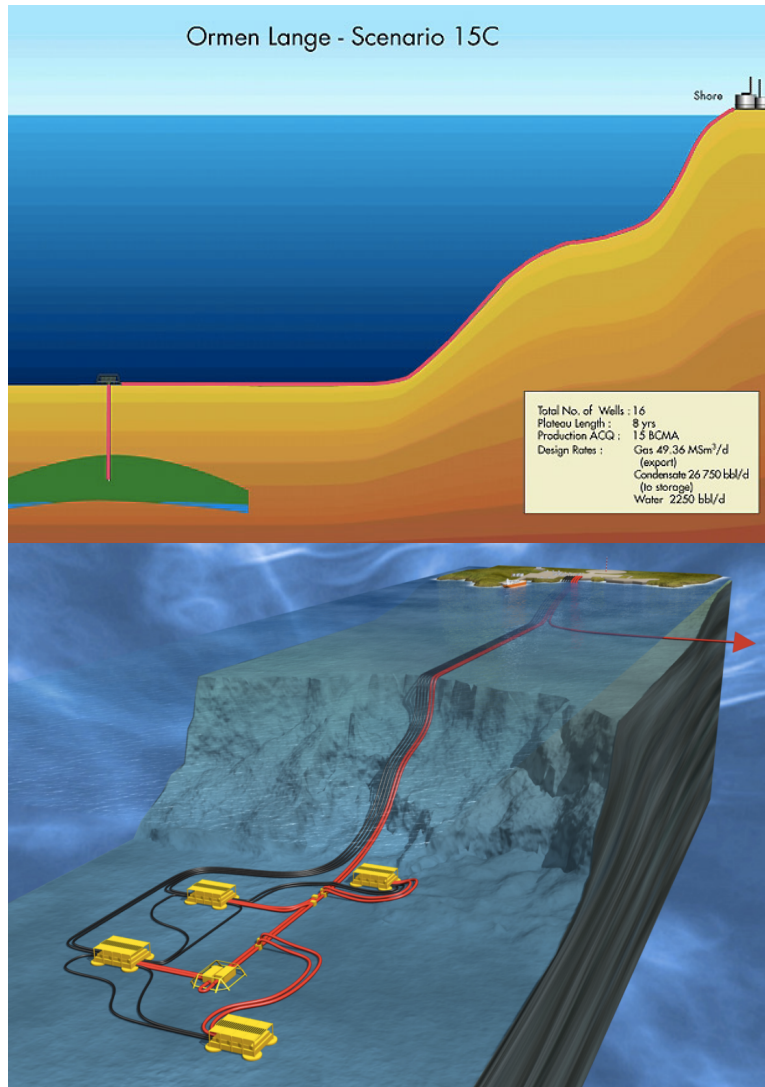 Ormen Lange - Scenario 15C
Shore
Total No. of Wells : 16
Plateau Length : 8 yrs
Production ACQ : 15 BCMA
Design Rates : Gas 49.36 MSm³/d
(export)
Condensate 26 750 bbl/d
(to storage)
Water 2250 bbl/d